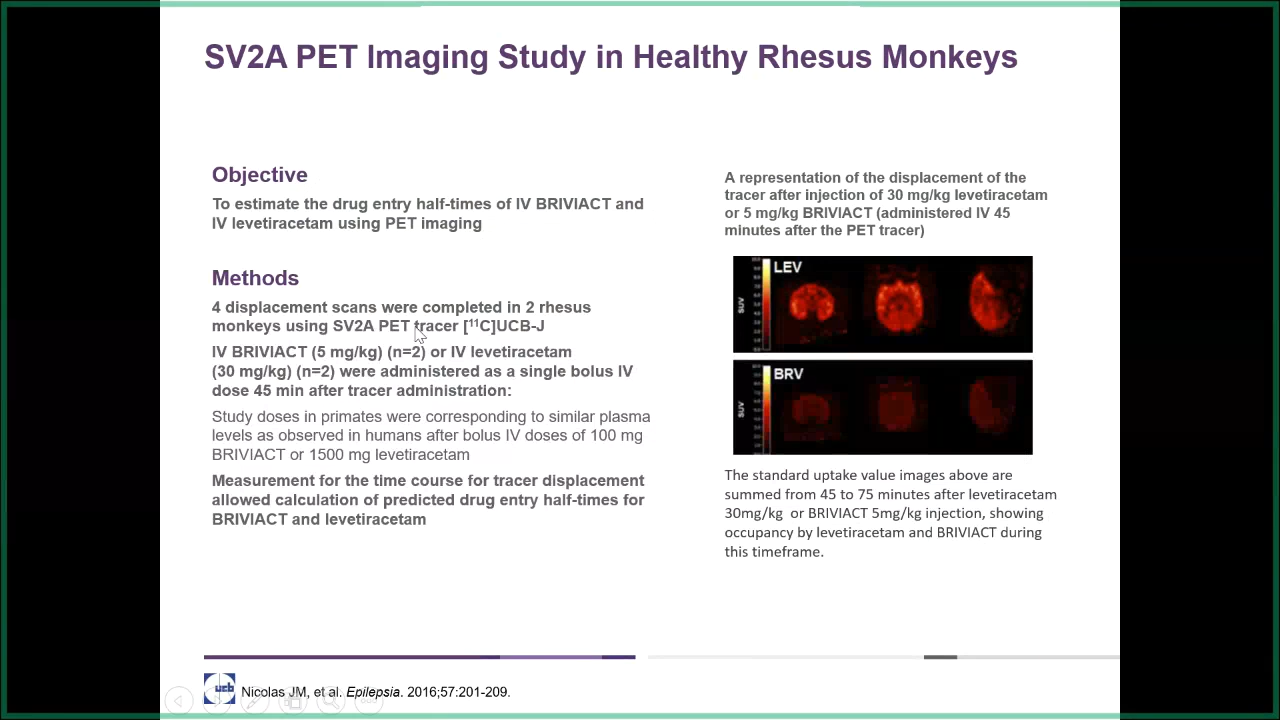 SV2A PET Imaging Study in Healthy Rhesus Monkeys
Objective
To estimate the drug entry half-times of IV BRIVIACT and
IV levetiracetam using PET imaging
Methods
4 displacement scans were completed in 2 rhesus
monkeys using SV2A PET tracer [¹¹C]UCB-J
IV BRIVIACT (5 mg/kg) (n=2) or IV levetiracetam
(30 mg/kg) (n=2) were administered as a single bolus IV
dose 45 min after tracer administration:
Study doses in primates were corresponding to similar plasma
levels as observed in humans after bolus IV doses of 100 mg
BRIVIACT or 1500 mg levetiracetam
Measurement for the time course for tracer displacement
allowed calculation of predicted drug entry half-times for
BRIVIACT and levetiracetam
A representation of the displacement of the
tracer after injection of 30 mg/kg levetiracetam
or 5 mg/kg BRIVIACT (administered IV 45
minutes after the PET tracer)
LEV
SUV
BRV
SUV
The standard uptake value images above are
summed from 45 to 75 minutes after levetiracetam
30mg/kg or BRIVIACT 5mg/kg injection, showing
occupancy by levetiracetam and BRIVIACT during
this timeframe.
ucb
Nicolas JM, et al. Epilepsia. 2016;57:201-209.